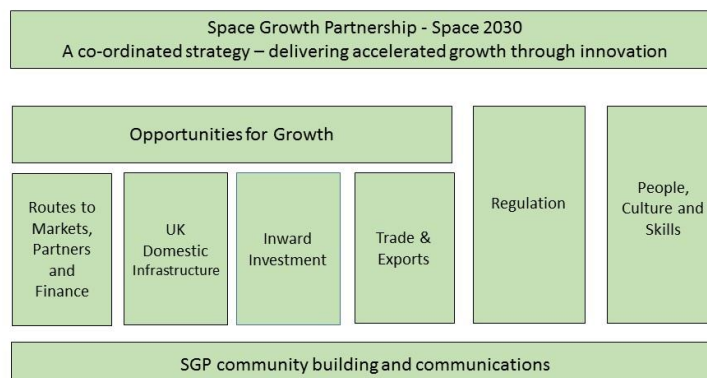 Space Growth Partnership - Space 2030
A co-ordinated strategy – delivering accelerated growth through innovation
Opportunities for Growth
Routes to
Markets,
Partners
and
Finance
UK
Domestic
Infrastructure
Inward
Investment
Trade &
Exports
Regulation
People,
Culture and
Skills
SGP community building and communications